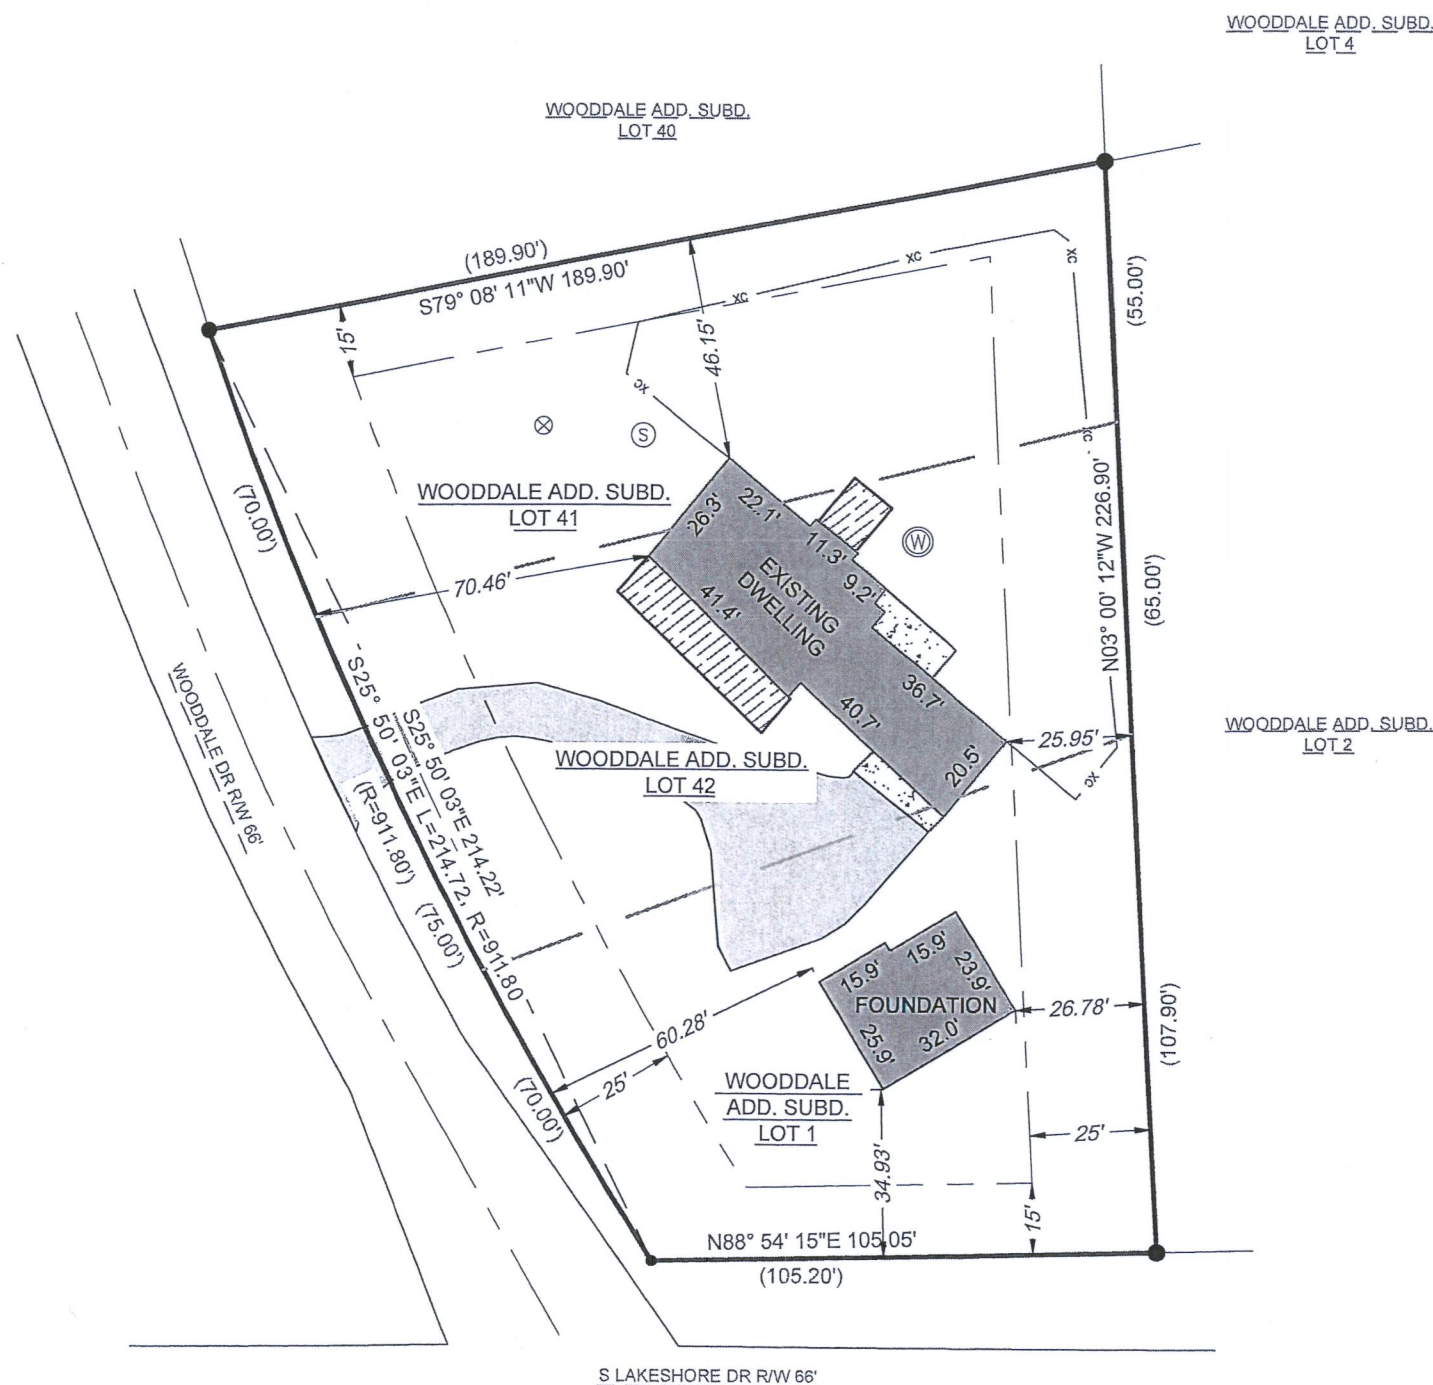 WOODDALE ADD. SUBD.
LOT 4
WOODDALE ADD. SUBD.
LOT 40
(189.90')
S79° 08' 11"W 189.90'
15'
46.15'
xc
xc
xc
xc
xc
(55.00')
S
(70.00')
WOODDALE ADD. SUBD.
LOT 41
26.3'
22.1'
11.3'
9.2'
W
EXISTING
DWELLING
70.46'
41.4'
36.7'
40.7'
20.5'
N03° 00' 12"W 226.90'
(65.00')
25.95'
xc
WOODDALE ADD. SUBD.
LOT 2
WOODDALE DR R/W 66'
S25° 50' 03"E 214.22'
S25° 50' 03"E L=214.72, R=911.80
(R=911.80')
(75.00')
WOODDALE ADD. SUBD.
LOT 42
15.9'
15.9'
23.9'
FOUNDATION
25.9'
32.0'
26.78'
(107.90')
60.28'
25'
(70.00')
WOODDALE
ADD. SUBD.
LOT 1
34.93'
25'
15'
N88° 54' 15"E 105.05'
(105.20')
S LAKESHORE DR R/W 66'